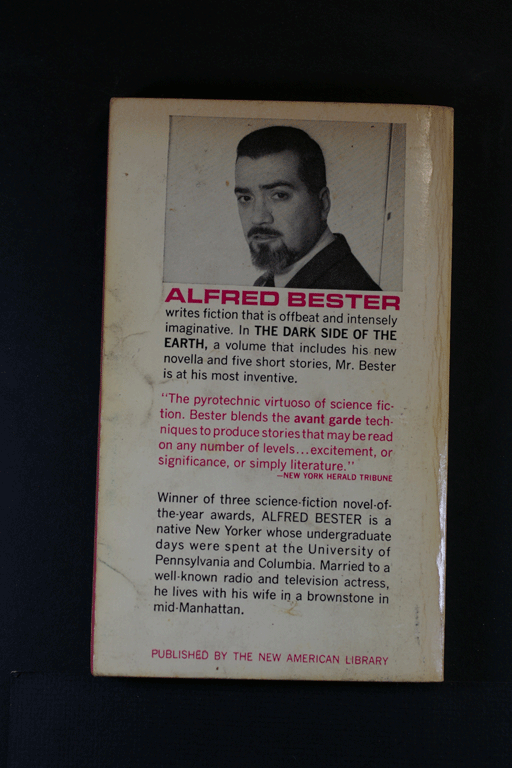 ALFRED BESTER
writes fiction that is offbeat and intensely
imaginative. In THE DARK SIDE OF THE
EARTH, a volume that includes his new
novella and five short stories, Mr. Bester
is at his most inventive.
"The pyrotechnic virtuoso of science fic-
tion. Bester blends the avant garde tech-
niques to produce stories that may be read
on any number of levels...excitement, or
significance, or simply literature."
—NEW YORK HERALD TRIBUNE
Winner of three science-fiction novel-of-
the-year awards, ALFRED BESTER is a
native New Yorker whose undergraduate
days were spent at the University of
Pennsylvania and Columbia. Married to a
well-known radio and television actress,
he lives with his wife in a brownstone in
mid-Manhattan.
PUBLISHED BY THE NEW AMERICAN LIBRARY